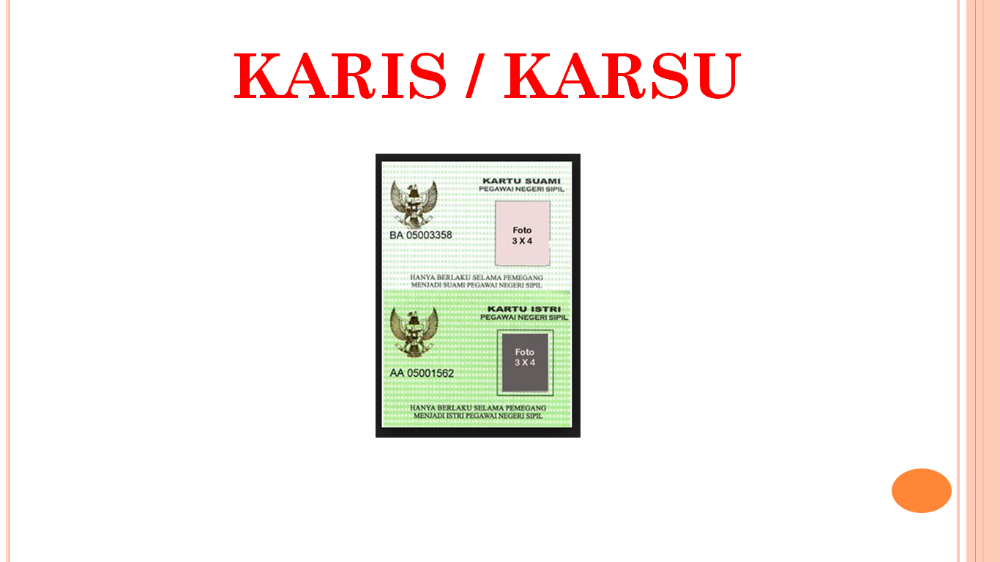 KARIS / KARSU
KARTU SUAMI
PEGAWAI NEGERI SIPIL
BA 05003358
Foto
3 X 4
HANYA BERLAKU SELAMA PEMEGANG
MENJADI SUAMI PEGAWAI NEGERI SIPIL
KARTU ISTRI
PEGAWAI NEGERI SIPIL
Foto
3 X 4
AA 05001562
HANYA BERLAKU SELAMA PEMEGANG
MENJADI ISTRI PEGAWAI NEGERI SIPIL